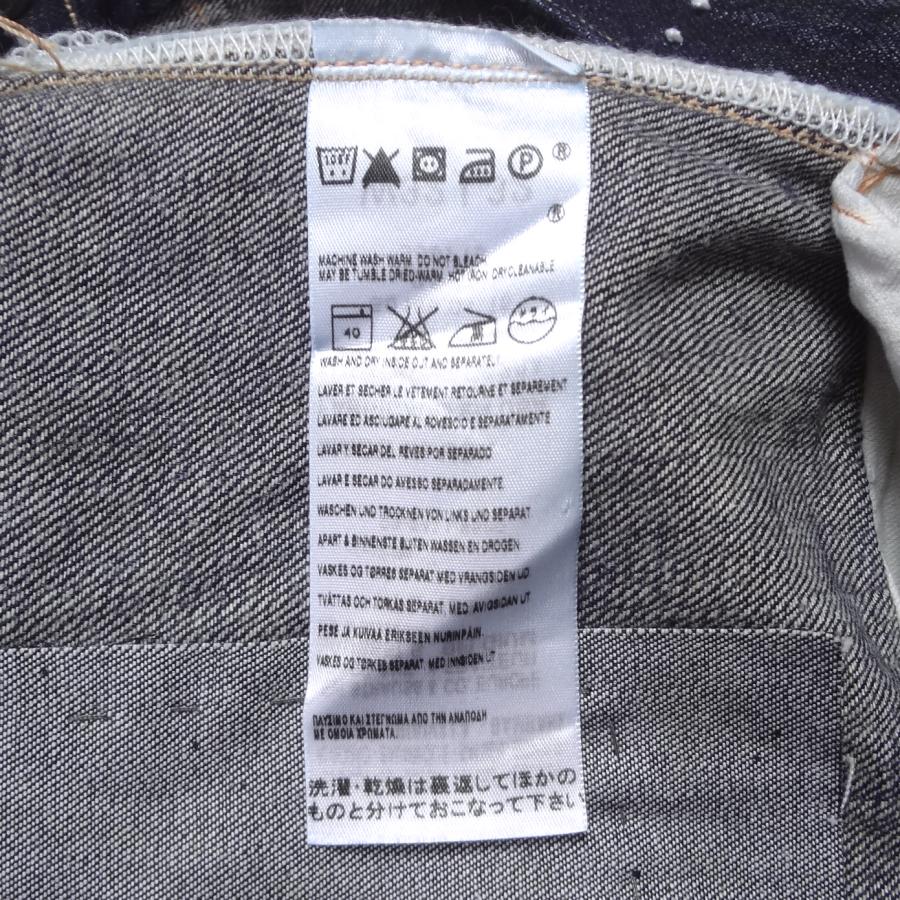 105F P ®
®
MACHINE WASH WARM. DO NOT BLEACH.
MAY BE TUMBLE DRIED-WARM. HOT IRON. DRYCLEANABLE.
40 ドライ
WASH AND DRY INSIDE OUT AND SEPARATELY
LAVER ET SECHER LE VETEMENT RETOURNE ET SEPAREMENT
LAVARE ED ASCIUGARE AL ROVESCIO E SEPARATAMENTE
LAVAR Y SECAR DEL REVES POR SEPARADO
LAVAR E SECAR DO AVESSO SEPARADAMENTE
WASCHEN UND TROCKNEN VON LINKS UND SEPARAT
APART & BINNENSTE BUITEN WASSEN EN DROGEN
VASKES OG TØRRES SEPARAT MED VRANGSIDEN UD
TVÄTTAS OCH TORKAS SEPARAT, MED AVIGSIDAN UT
PESE JA KUIVAA ERIKSEEN NURINPÄIN.
VASKES OG TØRKES SEPARAT, MED INNSIDEN UT
ΠΛΥΣΙΜΟ ΚΑΙ ΣΤΕΓΝΩΜΑ ΑΠΟ ΤΗΝ ΑΝΑΠΟΔΗ
ΜΕ ΟΜΟΙΑ ΧΡΩΜΑΤΑ.
洗濯・乾燥は裏返してほかの
ものと分けておこなって下さい